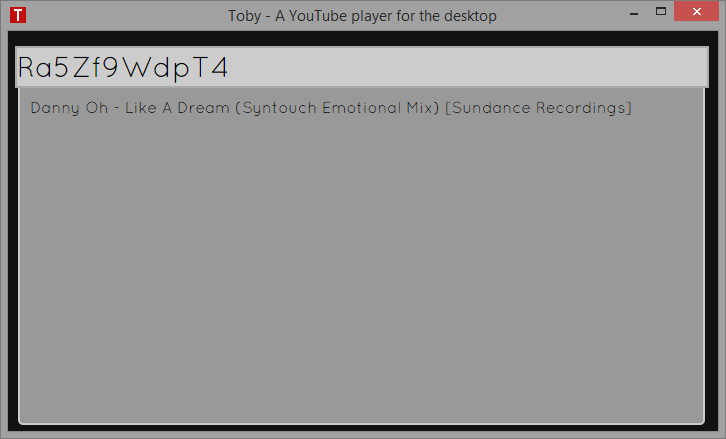 T Toby - A YouTube player for the desktop
Ra5Zf9WdpT4
Danny Oh - Like A Dream (Syntouch Emotional Mix) [Sundance Recordings]